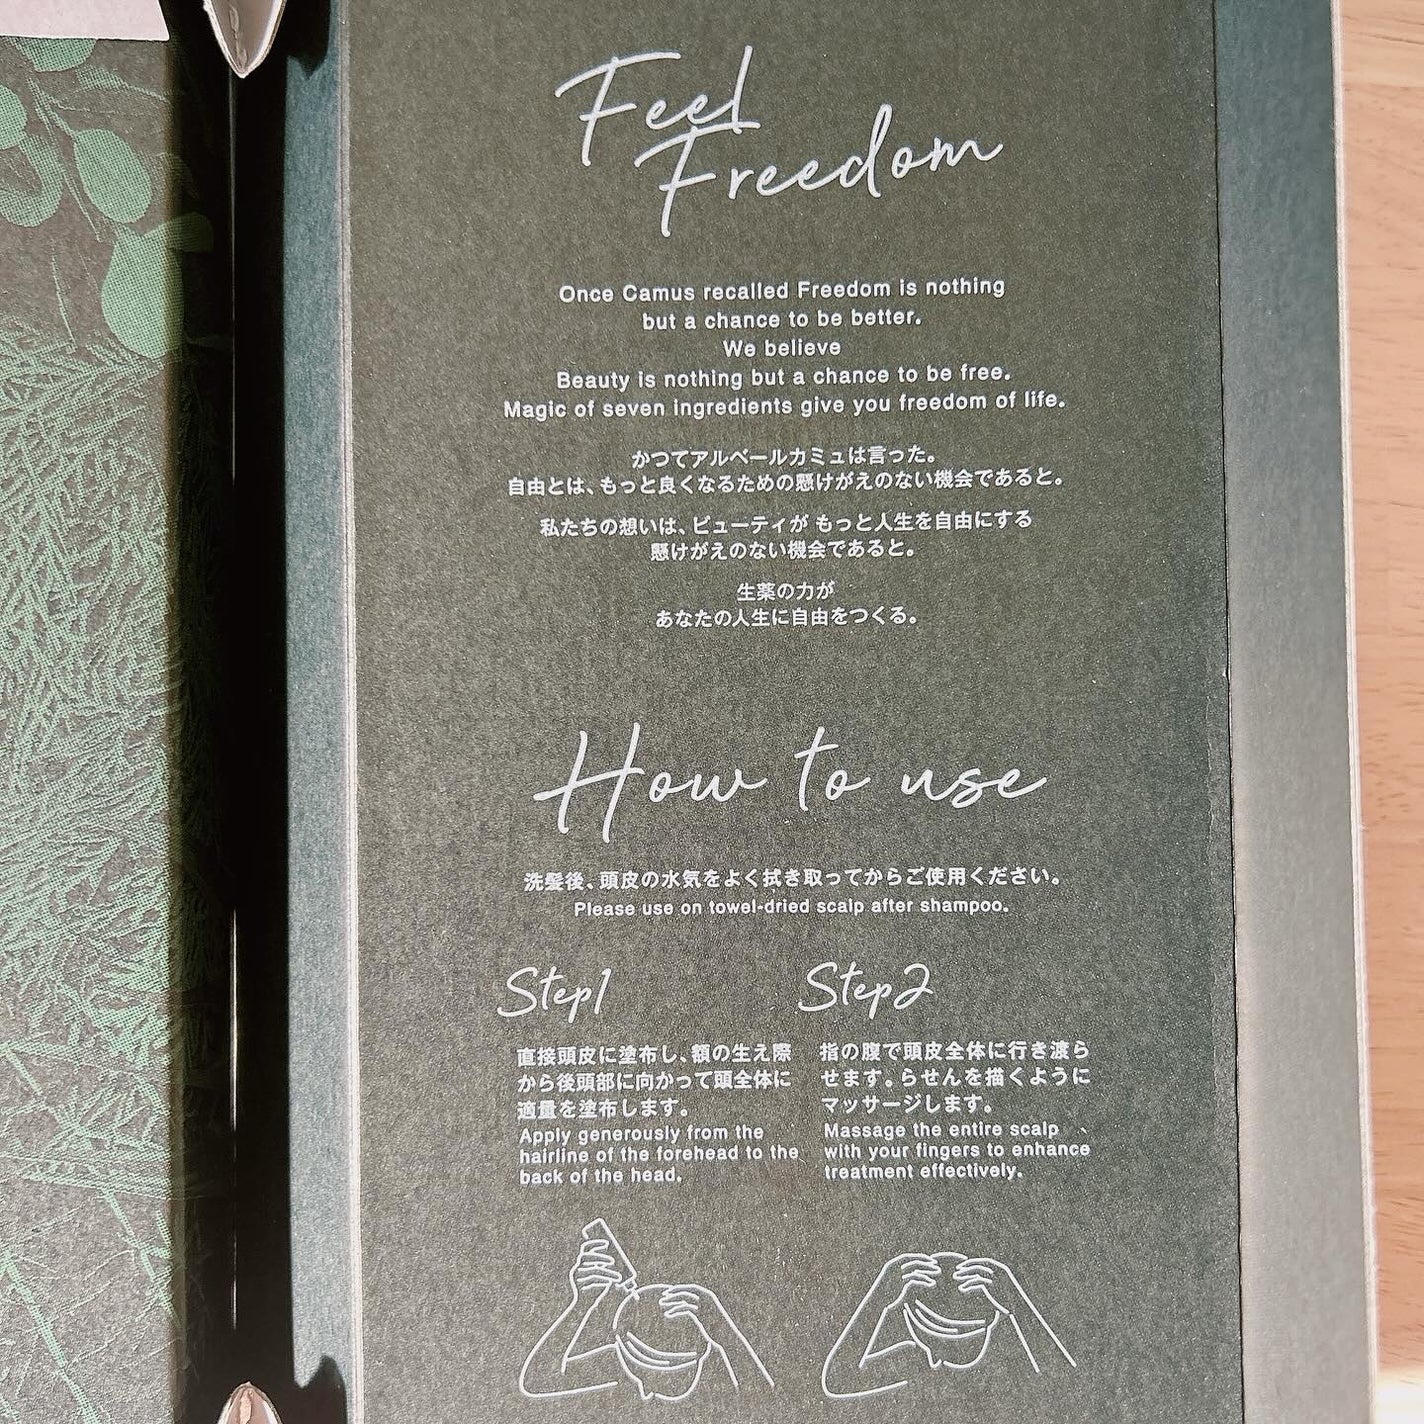 Feel
Freedom
Once Camus recalled Freedom is nothing
but a chance to be better.
We believe
Beauty is nothing but a chance to be free.
Magic of seven ingredients give you freedom of life.
かつてアルベールカミュは言った。
自由とは、もっと良くなるための懸けがえのない機会であると。
私たちの想いは、ビューティが もっと人生を自由にする
懸けがえのない機会であると。
生薬の力が
あなたの人生に自由をつくる。
How to use
洗髪後、頭皮の水気をよく拭き取ってからご使用ください。
Please use on towel-dried scalp after shampoo.
Step1
直接頭皮に塗布し、額の生え際
から後頭部に向かって頭全体に
適量を塗布します。
Apply generously from the
hairline of the forehead to the
back of the head.
Step2
指の腹で頭皮全体に行き渡ら
せます。らせんを描くように
マッサージします。
Massage the entire scalp
with your fingers to enhance
treatment effectively.